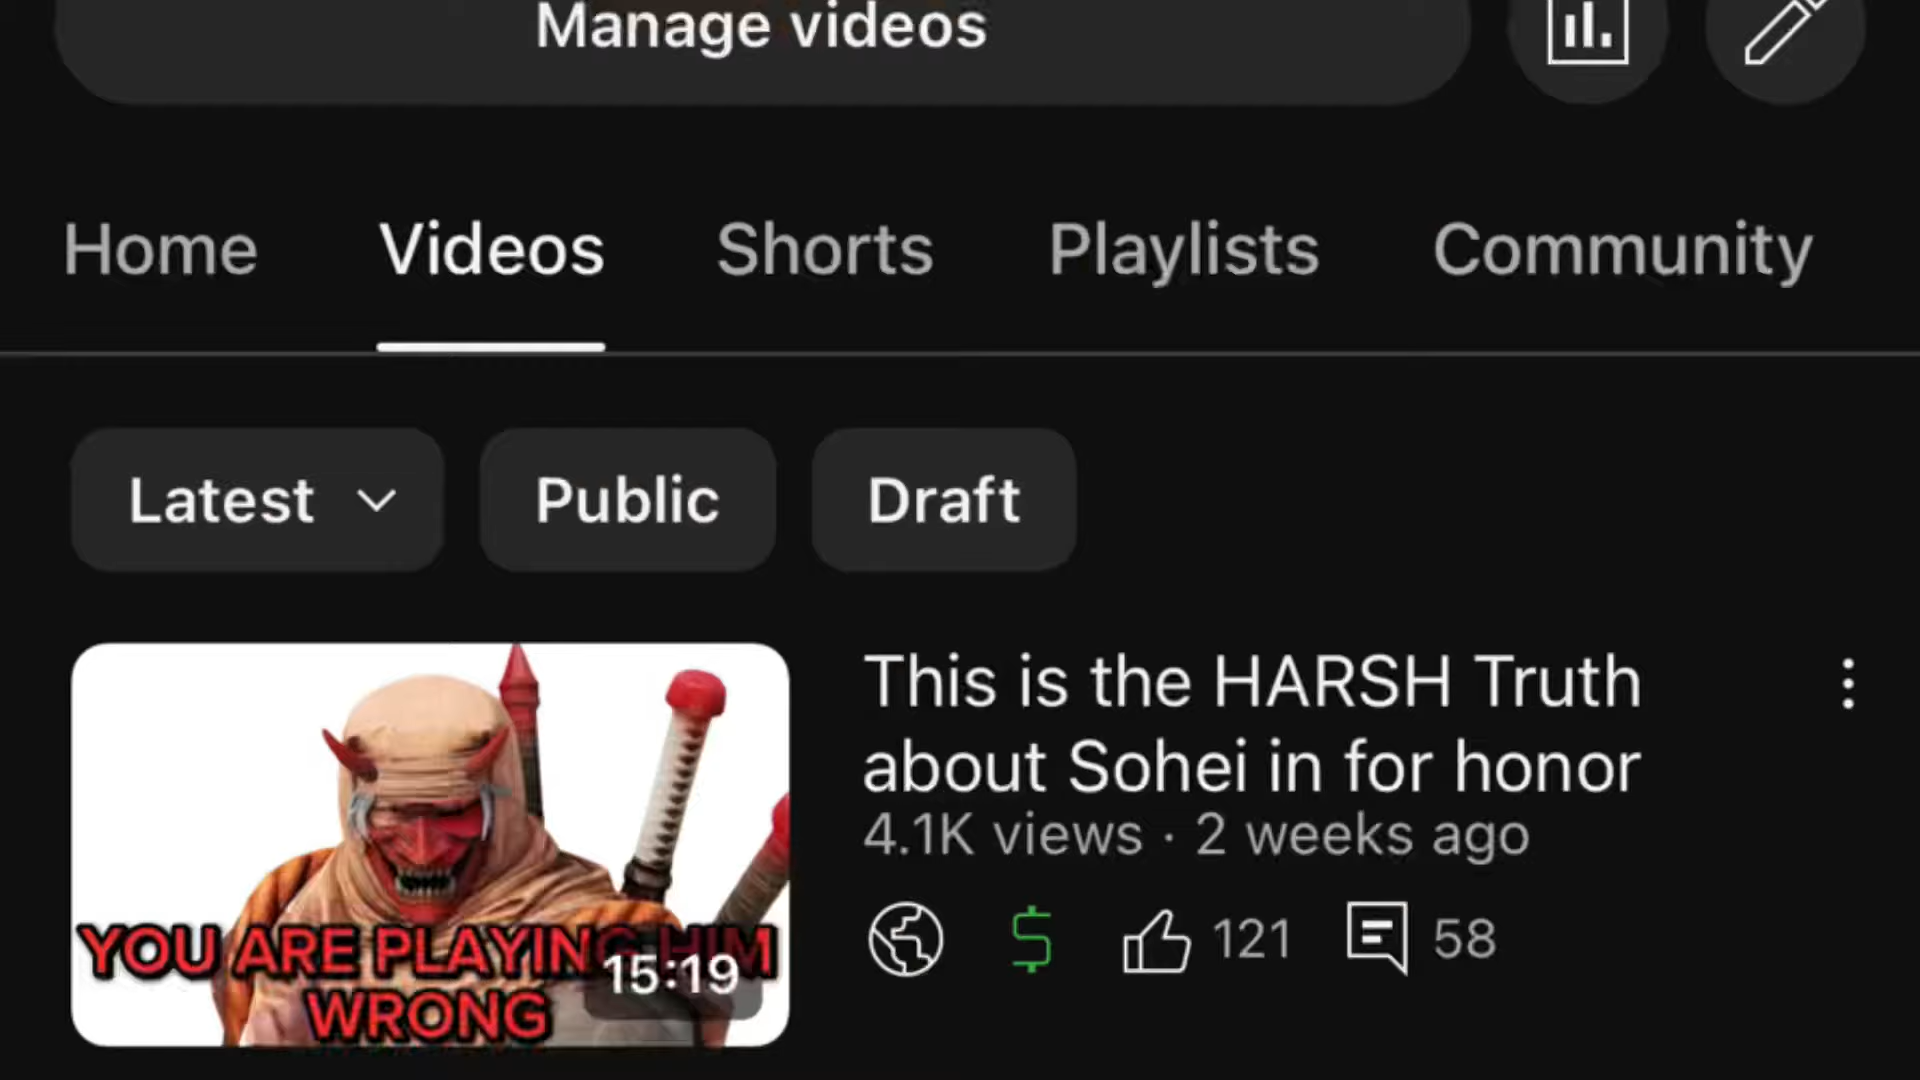 Manage videos
Home Videos Shorts Playlists Community
Latest Public Draft
This is the HARSH Truth
about Sohei in for honor
4.1K views · 2 weeks ago
121 58
YOU ARE PLAYING HIM
WRONG
15:19